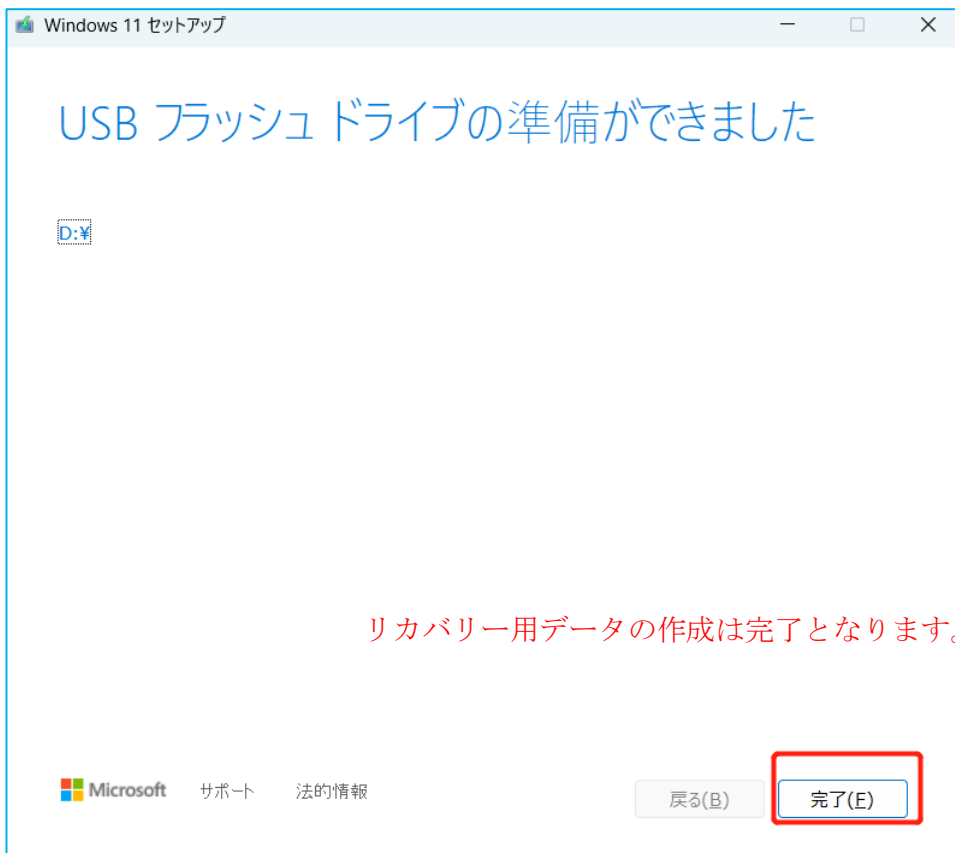 Windows 11 セットアップ
USB フラッシュ ドライブの準備ができました
D:¥
リカバリー用データの作成は完了となります。
Microsoft サポート 法的情報 戻る(B) 完了(F)